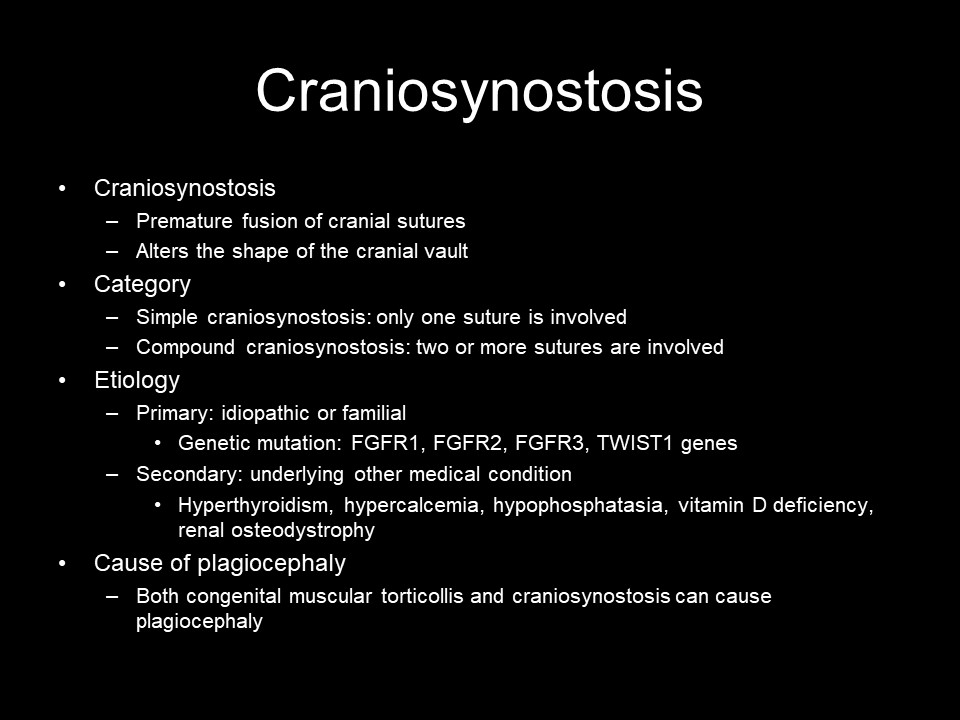 Craniosynostosis
• Craniosynostosis
– Premature fusion of cranial sutures
– Alters the shape of the cranial vault
• Category
– Simple craniosynostosis: only one suture is involved
– Compound craniosynostosis: two or more sutures are involved
• Etiology
– Primary: idiopathic or familial
• Genetic mutation: FGFR1, FGFR2, FGFR3, TWIST1 genes
– Secondary: underlying other medical condition
• Hyperthyroidism, hypercalcemia, hypophosphatasia, vitamin D deficiency,
renal osteodystrophy
• Cause of plagiocephaly
– Both congenital muscular torticollis and craniosynostosis can cause
plagiocephaly